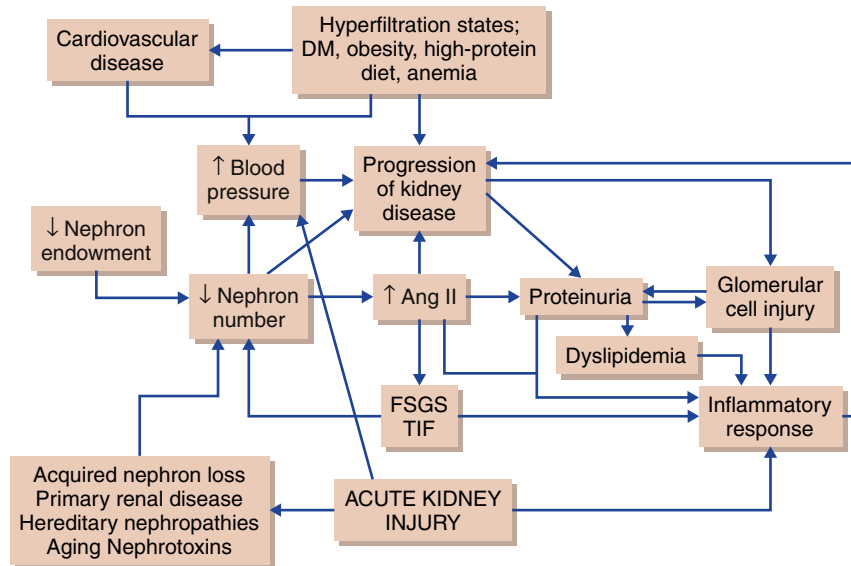 Cardiovascular
disease
Hyperfiltration states;
DM, obesity, high-protein
diet, anemia
↑ Blood
pressure
Progression
of kidney
disease
↓ Nephron
endowment
↓ Nephron
number
↑ Ang II
Proteinuria
Glomerular
cell injury
Dyslipidemia
FSGS
TIF
Inflammatory
response
Acquired nephron loss
Primary renal disease
Hereditary nephropathies
Aging Nephrotoxins
ACUTE KIDNEY
INJURY